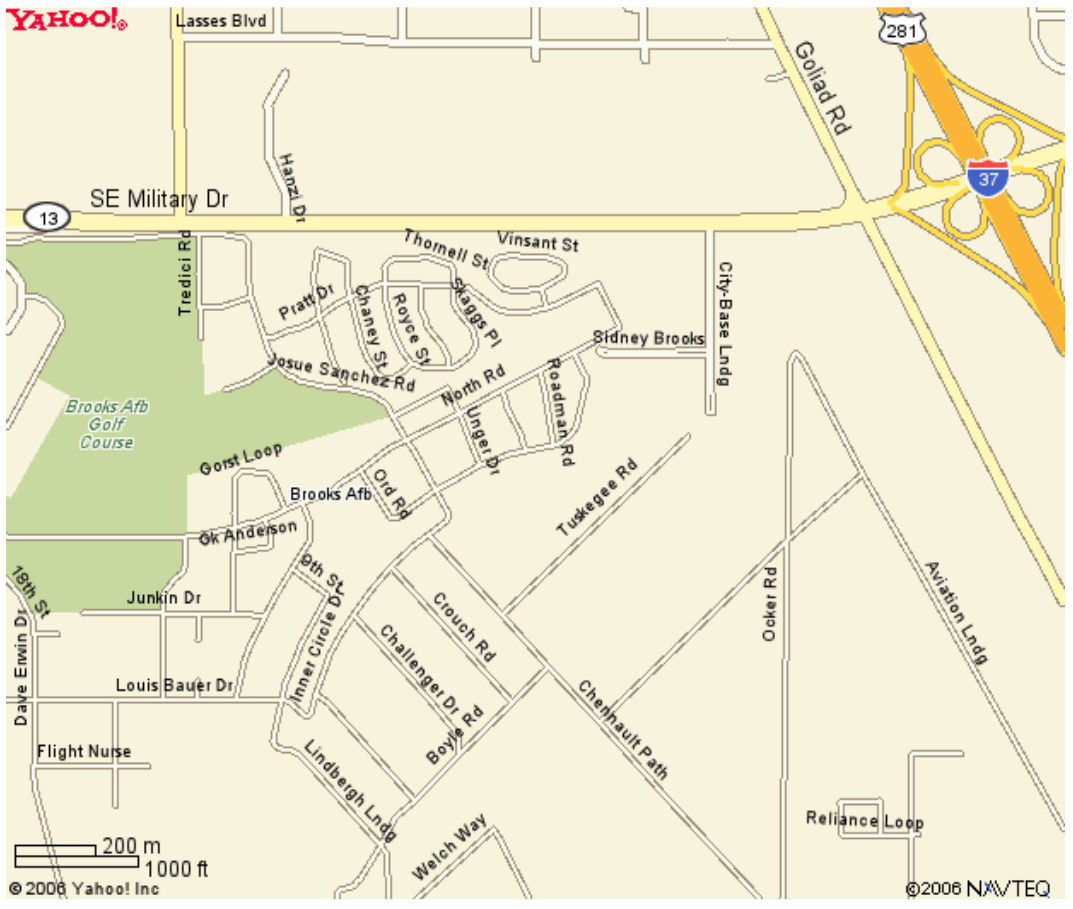 YAHOO!®
Lasses Blvd
281
Goliad Rd
Hanzi Dr
37
SE Military Dr
13
Thornell St
Vinsant St
Tredici Rd
Pratt Dr
Chaney St
Royce St
Skaggs Pl
City-Base Lndg
Sidney Brooks
Josue Sanchez Rd
North Rd
Roadman Rd
Unger Dr
Brooks Afb
Golf
Course
Gorst Loop
Brooks Afb
Ord Rd
Tuskegee Rd
Gk Anderson
9th St
18th St
Junkin Dr
Inner Circle Dr
Crouch Rd
Challenger Dr
Ocker Rd
Aviation Lndg
Dave Erwin Dr
Louis Bauer Dr
Boyle Rd
Chennault Path
Flight Nurse
Lindbergh Lndg
Welch Way
Reliance Loop
200 m
1000 ft
© 2006 Yahoo! Inc
©2006 NAVTEQ